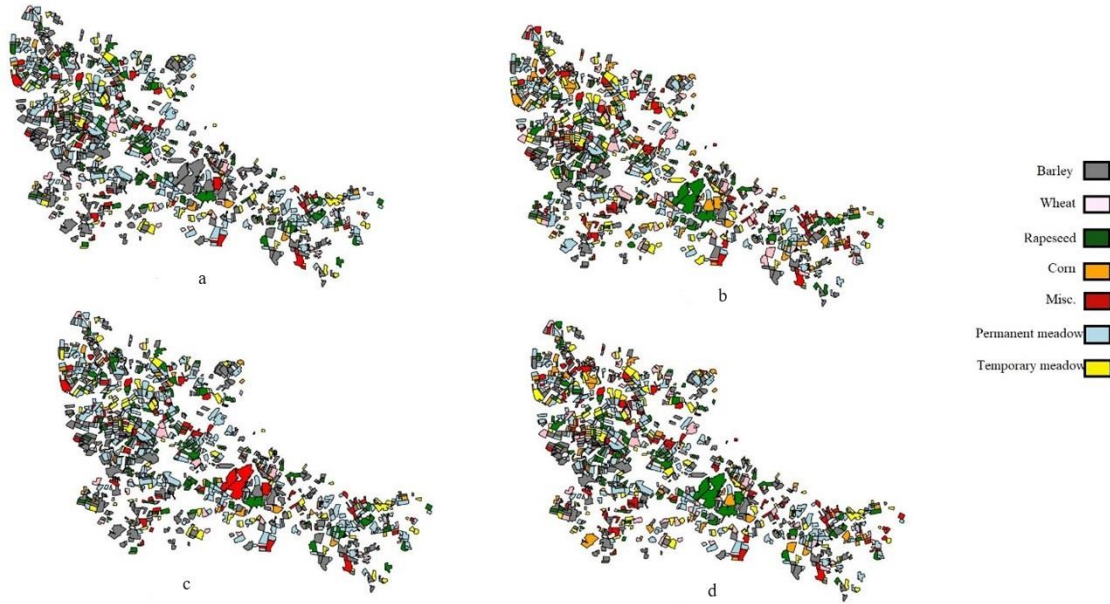 a
b
Barley
Wheat
Rapeseed
Corn
Misc.
Permanent meadow
Temporary meadow
c
d